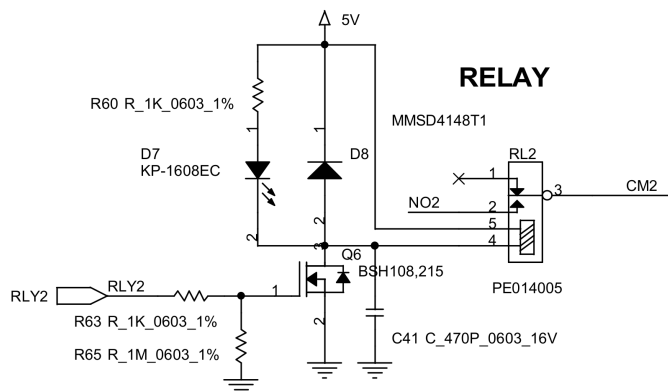 5V
RELAY
R60 R_1K_0603_1%
MMSD4148T1
1
1
D7
KP-1608EC
D8
RL2
1
3
CM2
NO2
2
5
4
2
2
3
Q6
BSH108,215
RLY2
RLY2
1
PE014005
R63 R_1K_0603_1%
2
C41 C_470P_0603_16V
R65 R_1M_0603_1%